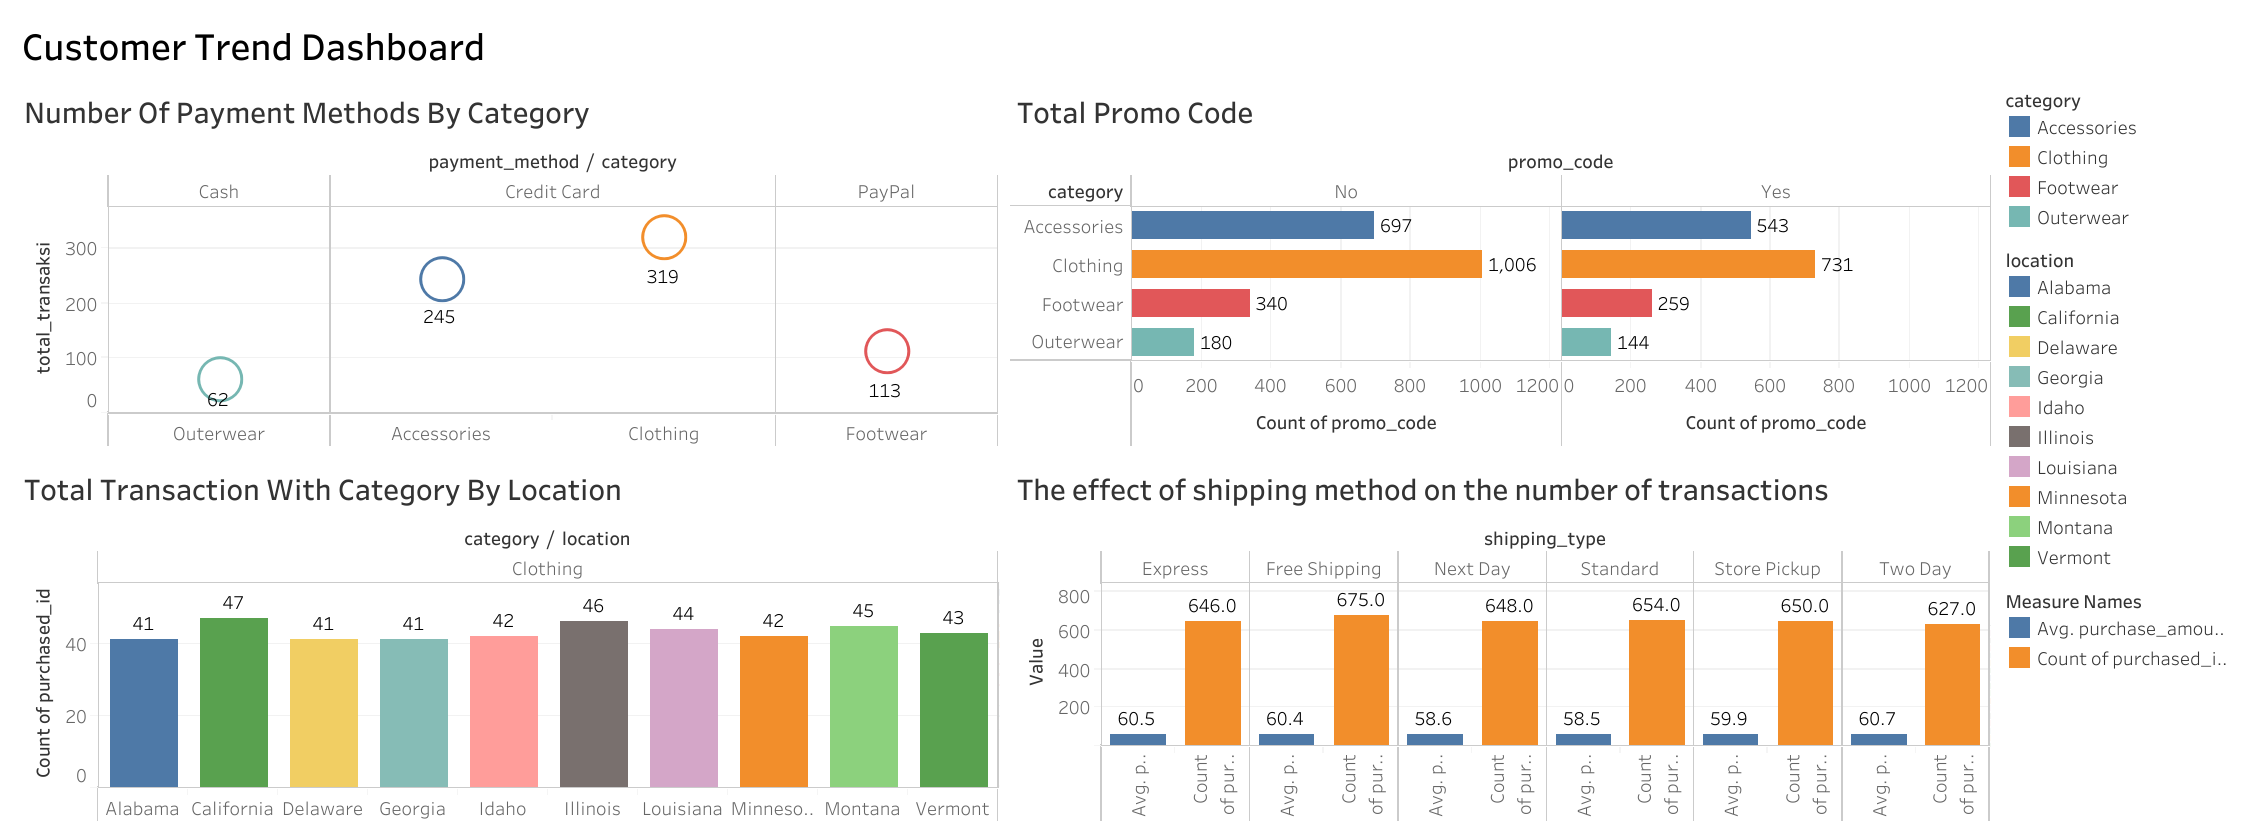 Customer Trend Dashboard
Number Of Payment Methods By Category
payment_method / category
Cash Credit Card PayPal
total_transaksi
300
200
100
0
319
245
113
62
Outerwear Accessories Clothing Footwear
Total Promo Code
promo_code
category No Yes
Accessories 697 543
Clothing 1,006 731
Footwear 340 259
Outerwear 180 144
0 200 400 600 800 1000 1200 0 200 400 600 800 1000 1200
Count of promo_code Count of promo_code
category
Accessories
Clothing
Footwear
Outerwear
location
Alabama
California
Delaware
Georgia
Idaho
Illinois
Louisiana
Minnesota
Montana
Vermont
Measure Names
Avg. purchase_amou..
Count of purchased_i..
Total Transaction With Category By Location
category / location
Clothing
Count of purchased_id
40
20
0
41 47 41 41 42 46 44 42 45 43
Alabama California Delaware Georgia Idaho Illinois Louisiana Minneso.. Montana Vermont
The effect of shipping method on the number of transactions
shipping_type
Express Free Shipping Next Day Standard Store Pickup Two Day
Value
800
600
400
200
60.5 646.0 60.4 675.0 58.6 648.0 58.5 654.0 59.9 650.0 60.7 627.0
Avg. p..
Count
of pur..
Avg. p..
Count
of pur..
Avg. p..
Count
of pur..
Avg. p..
Count
of pur..
Avg. p..
Count
of pur..
Avg. p..
Count
of pur..